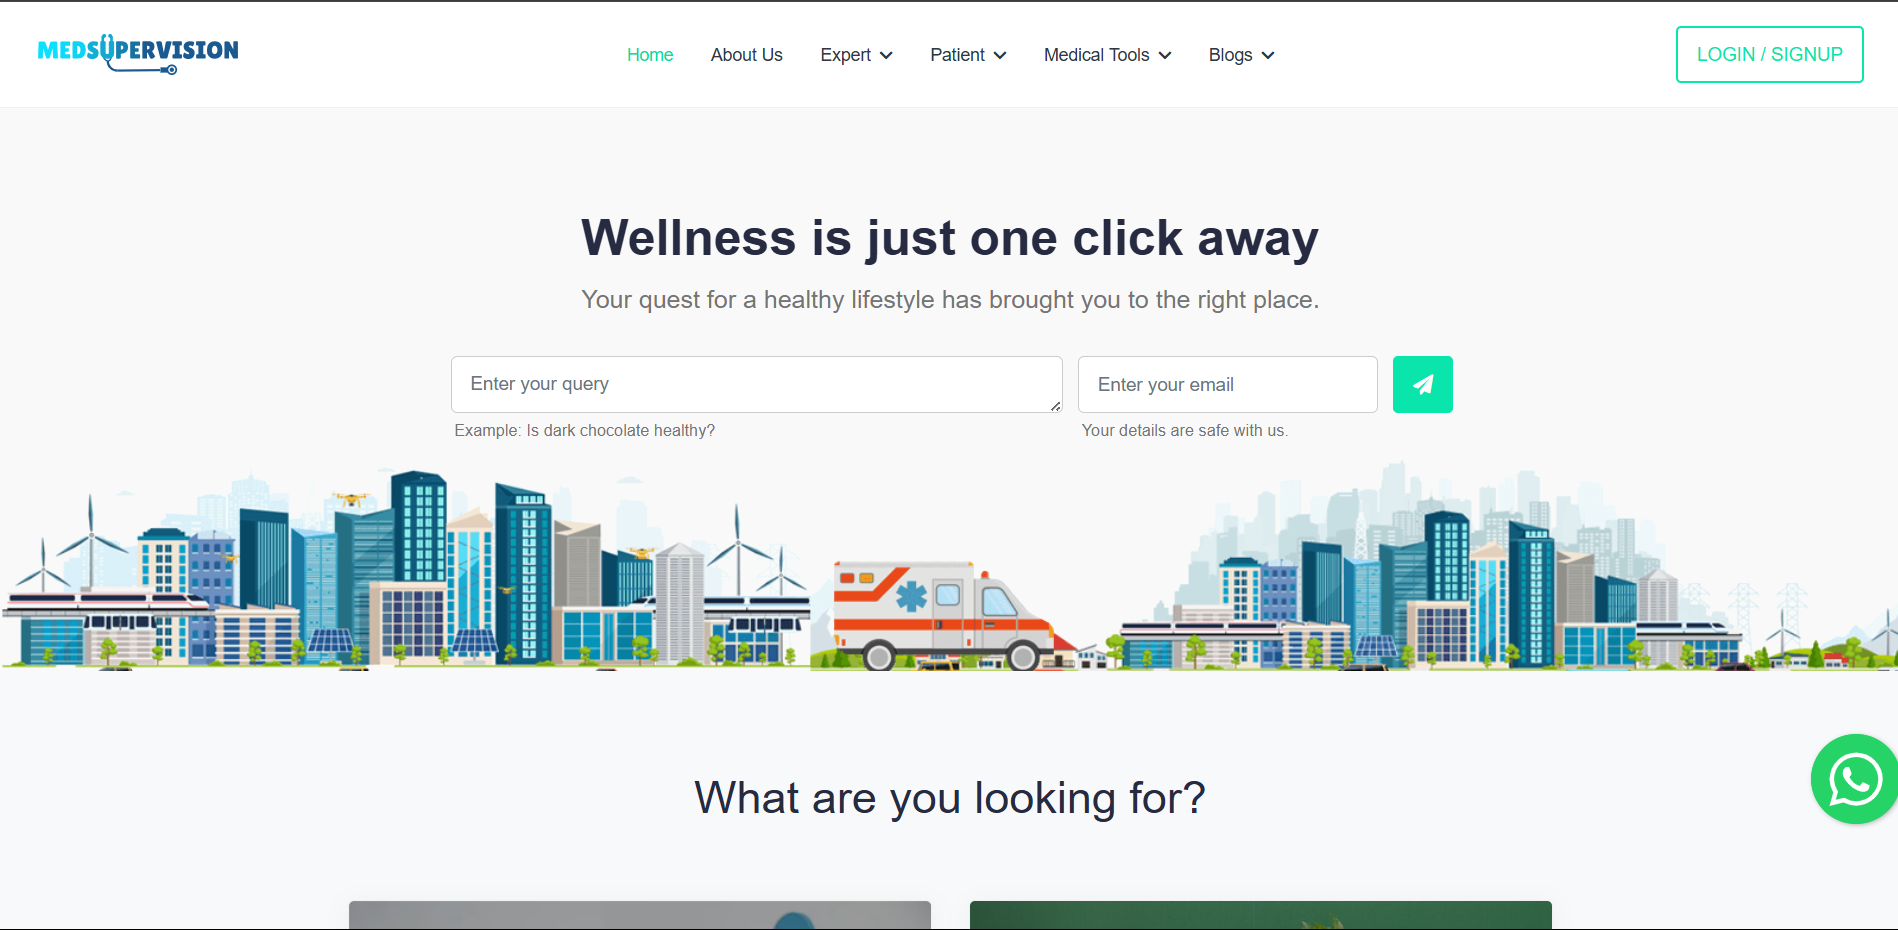 MEDSUPERVISION
Home
About Us
Expert
Patient
Medical Tools
Blogs
LOGIN / SIGNUP
Wellness is just one click away
Your quest for a healthy lifestyle has brought you to the right place.
Enter your query
Enter your email
Example: Is dark chocolate healthy?
Your details are safe with us.
What are you looking for?